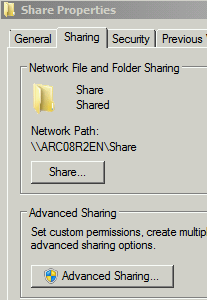 Share Properties
General Sharing Security Previous
Network File and Folder Sharing
Share
Shared
Network Path:
\\ARC08R2EN\Share
Share...
Advanced Sharing
Set custom permissions, create multip
advanced sharing options.
Advanced Sharing...